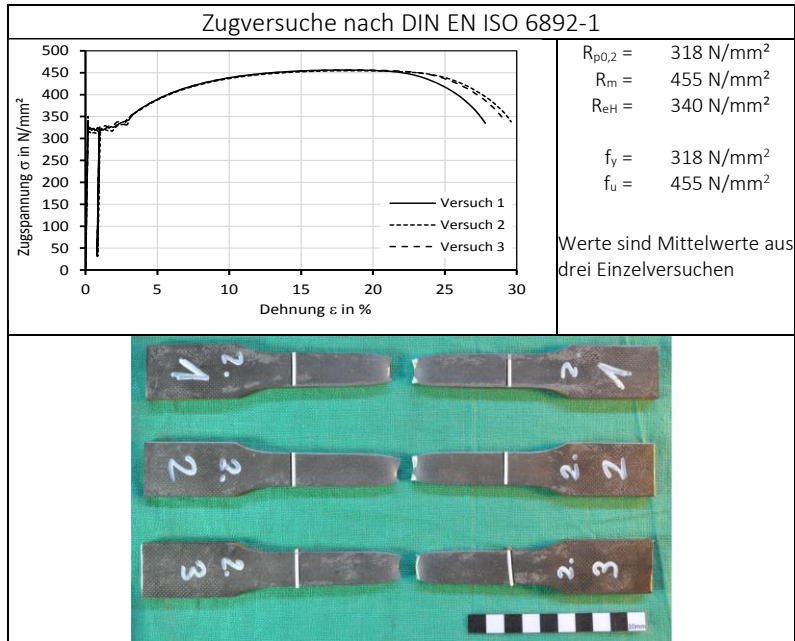 Zugversuche nach DIN EN ISO 6892-1
500
450
400
350
300
250
200
150
100
50
0
0 5 10 15 20 25 30
Zugspannung σ in N/mm²
Dehnung ε in %
Versuch 1
Versuch 2
Versuch 3
Rp0,2 = 318 N/mm²
Rm = 455 N/mm²
ReH = 340 N/mm²
fy = 318 N/mm²
fu = 455 N/mm²
Werte sind Mittelwerte aus
drei Einzelversuchen
1 2. 2 1
2 2. 2. 2
3 2. 2. 3
10mm